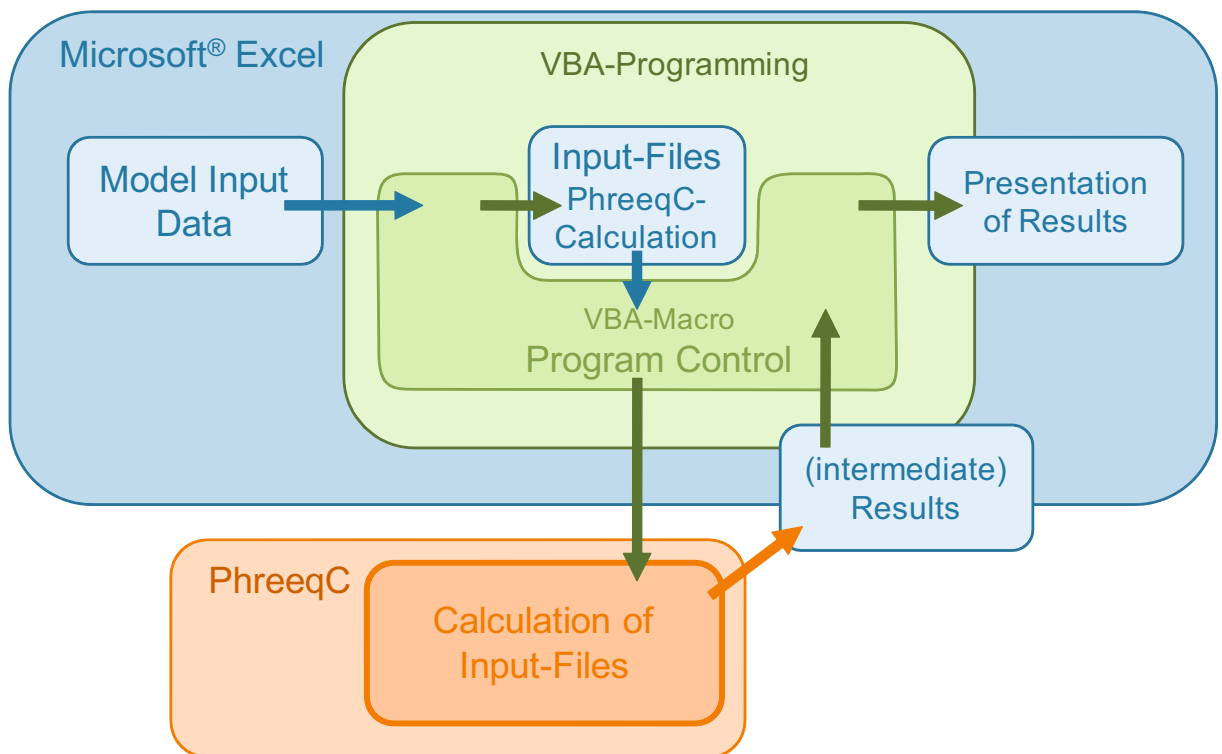 Microsoft® Excel
VBA-Programming
Model Input
Data
Input-Files
PhreeqC-
Calculation
Presentation
of Results
VBA-Macro
Program Control
(intermediate)
Results
PhreeqC
Calculation of
Input-Files